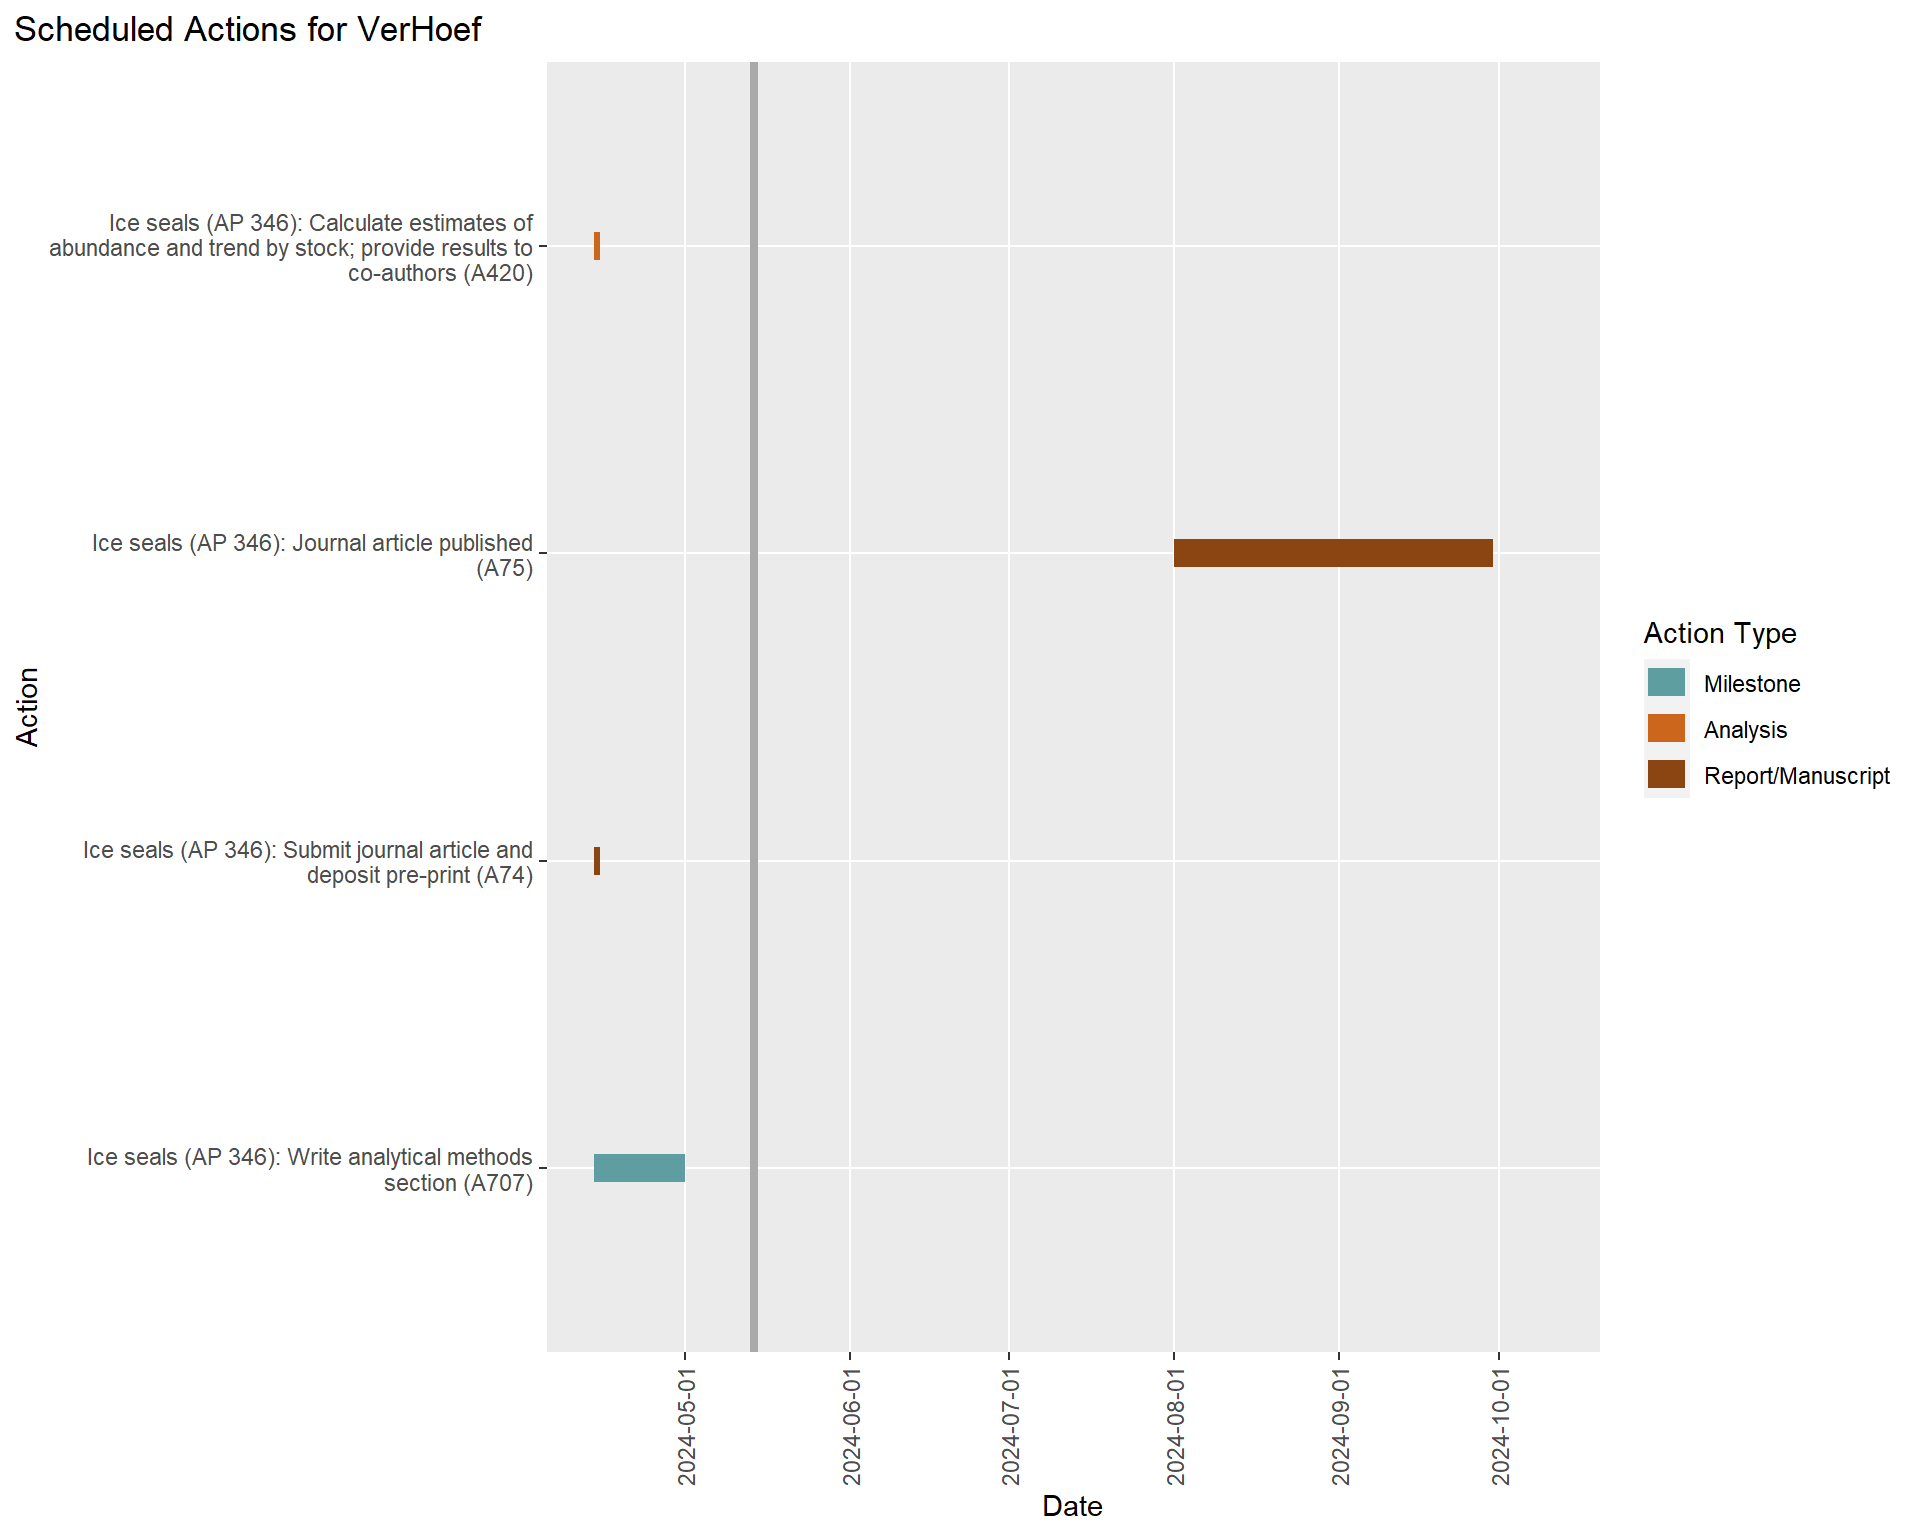 Scheduled Actions for VerHoef
Ice seals (AP 346): Calculate estimates of
abundance and trend by stock; provide results to
co-authors (A420)
Ice seals (AP 346): Journal article published
(A75)
Ice seals (AP 346): Submit journal article and
deposit pre-print (A74)
Ice seals (AP 346): Write analytical methods
section (A707)
Action
2024-05-01
2024-06-01
2024-07-01
2024-08-01
2024-09-01
2024-10-01
Date
Action Type
Milestone
Analysis
Report/Manuscript